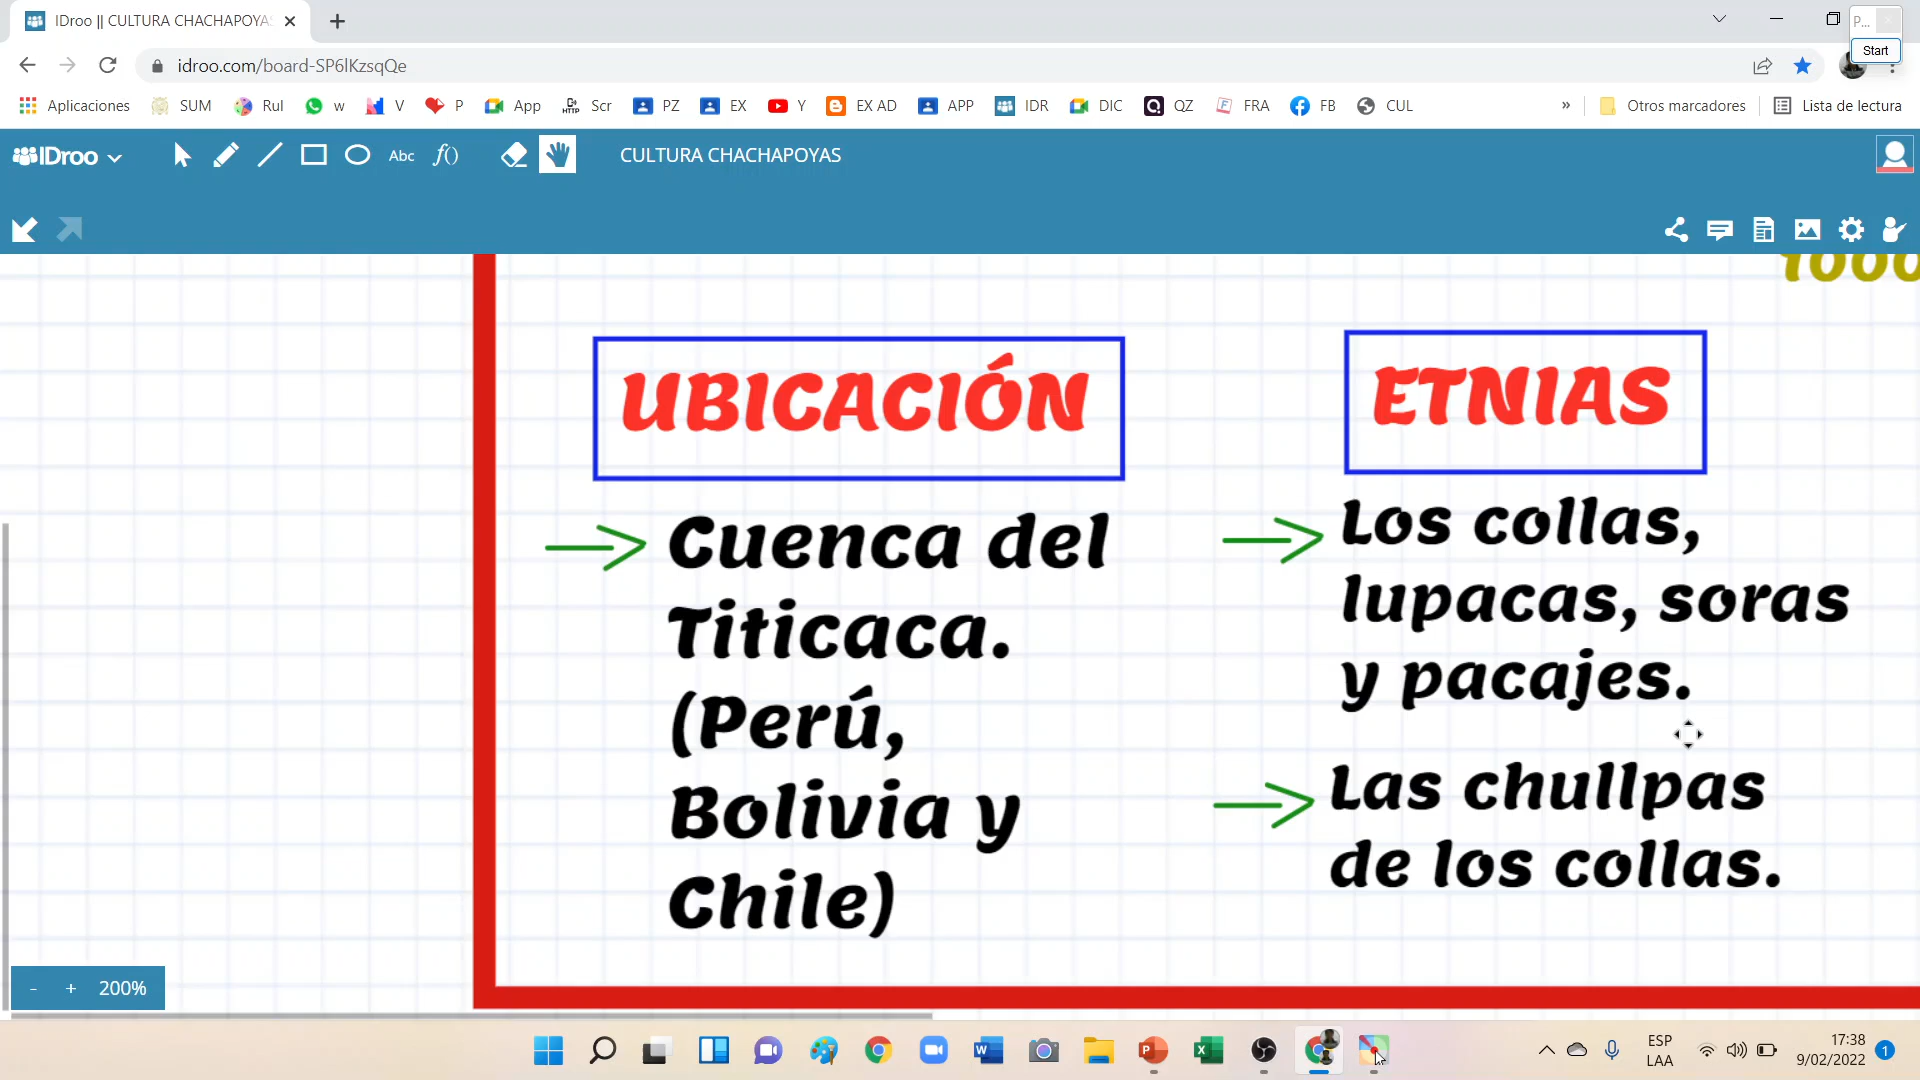 IDroo || CULTURA CHACHAPOYAS
P...
Start
idroo.com/board-SP6lKzsqQe
Aplicaciones SUM Rul w V P App Scr PZ EX Y EX AD APP IDR DIC QZ FRA FB CUL » Otros marcadores Lista de lectura
IDroo Abc f() CULTURA CHACHAPOYAS
1000
UBICACIÓN
Cuenca del
Titicaca.
(Perú,
Bolivia y
Chile)
ETNIAS
Los collas,
lupacas, soras
y pacajes.
Las chullpas
de los collas.
- + 200%
ESP
LAA
17:38
9/02/2022
1